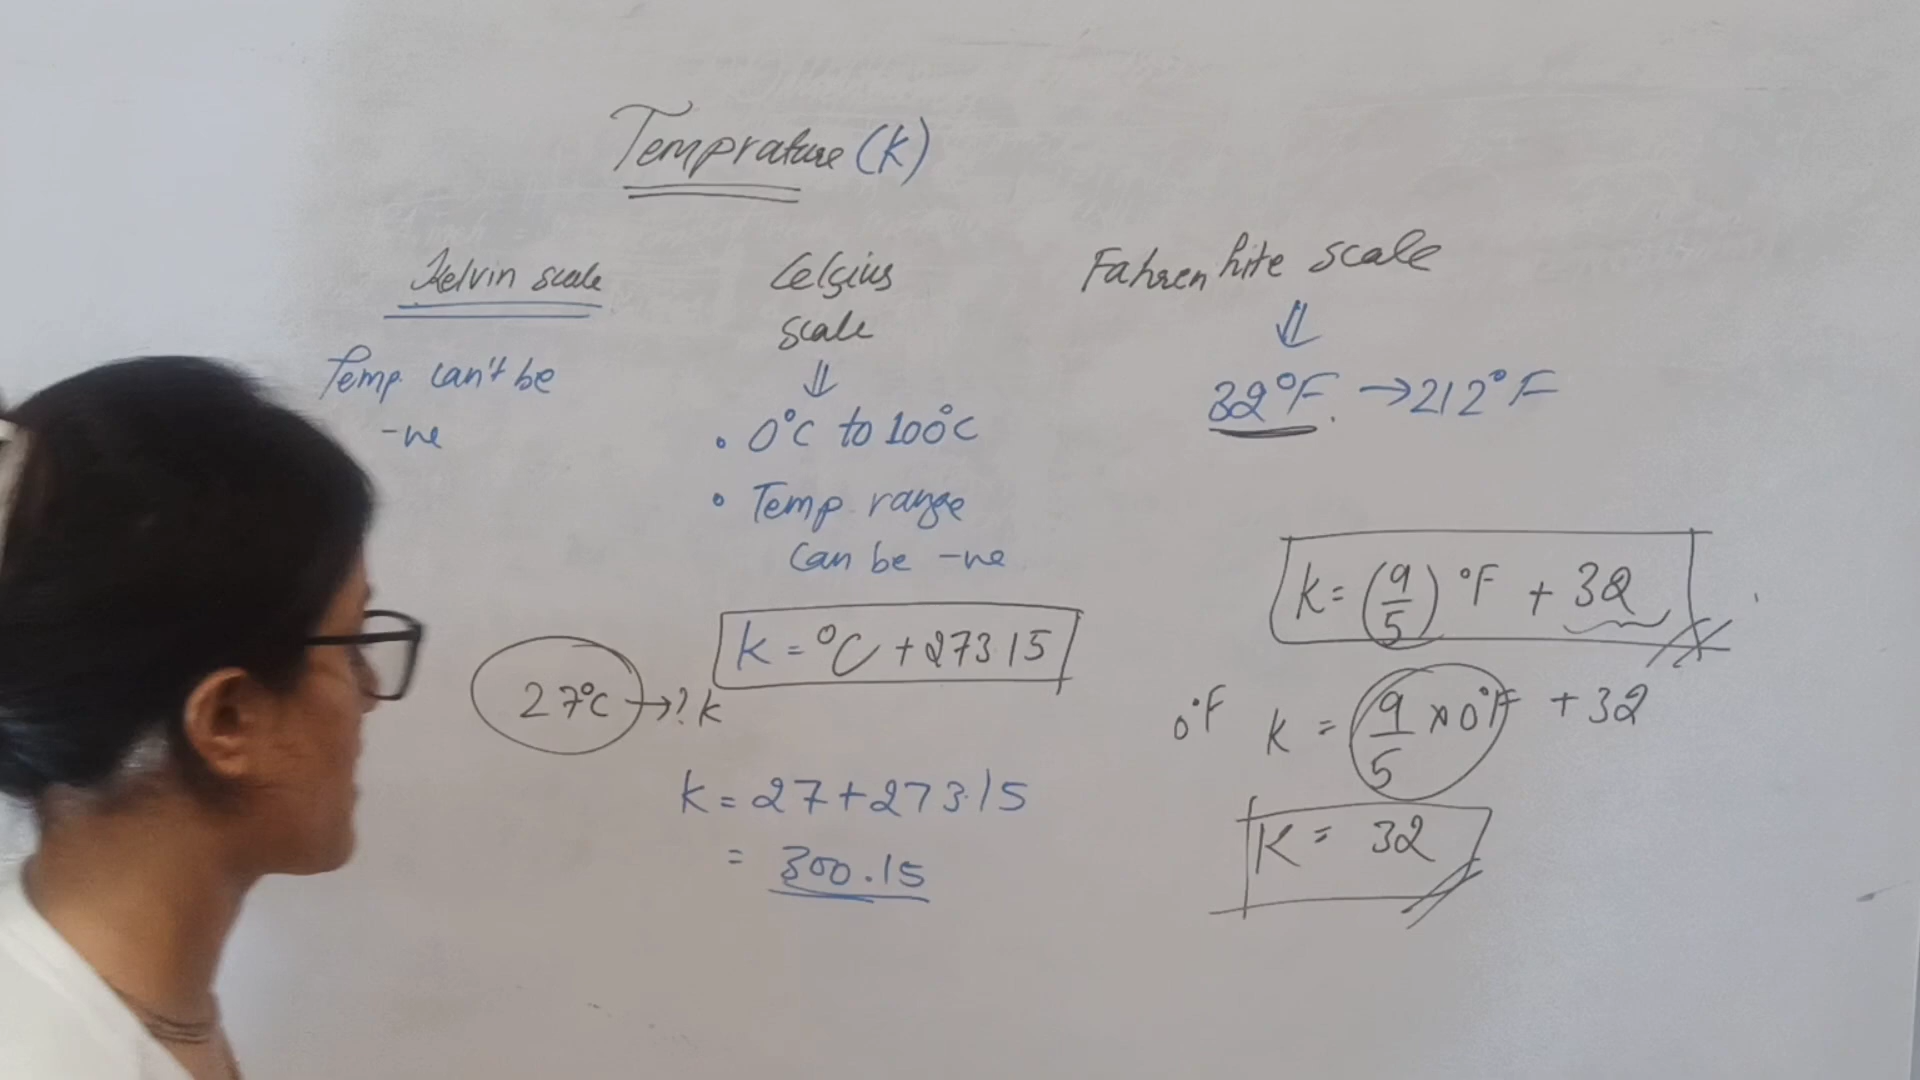 Temprature (K)
Kelvin scale
Temp. can't be
-ve
Celsius
scale
⇓
• 0°C to 100°C
• Temp. range
can be -ve
K = °C + 273.15
27°C →? K
K = 27 + 273.15
= 300.15
Fahrenhite scale
⇓
32°F. → 212°F
K = (9/5) °F + 32
0°F K = 9/5 × 0°F + 32
K = 32